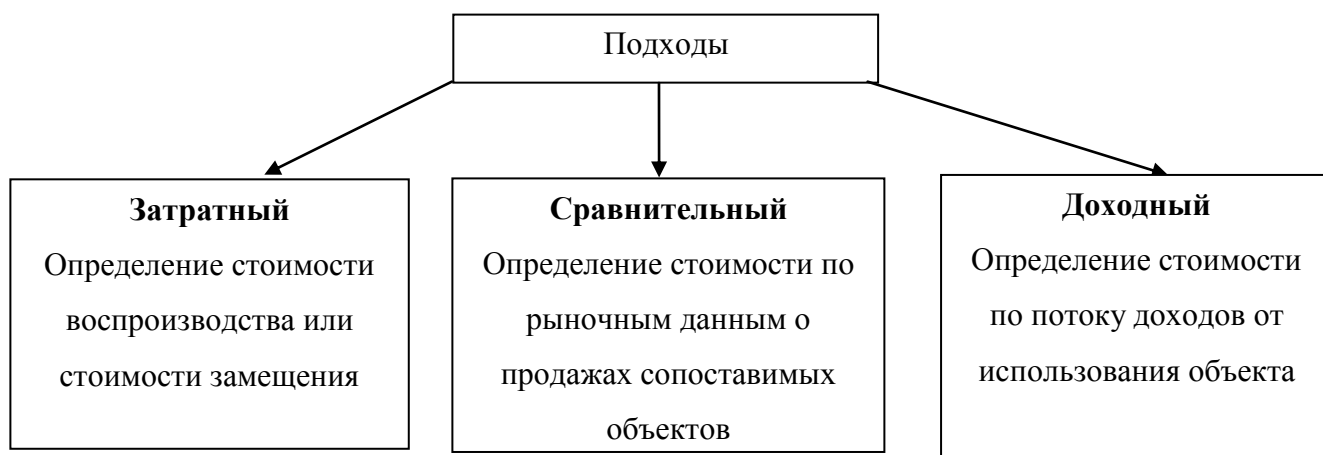 Подходы
Затратный
Определение стоимости
воспроизводства или
стоимости замещения
Сравнительный
Определение стоимости по
рыночным данным о
продажах сопоставимых
объектов
Доходный
Определение стоимости
по потоку доходов от
использования объекта